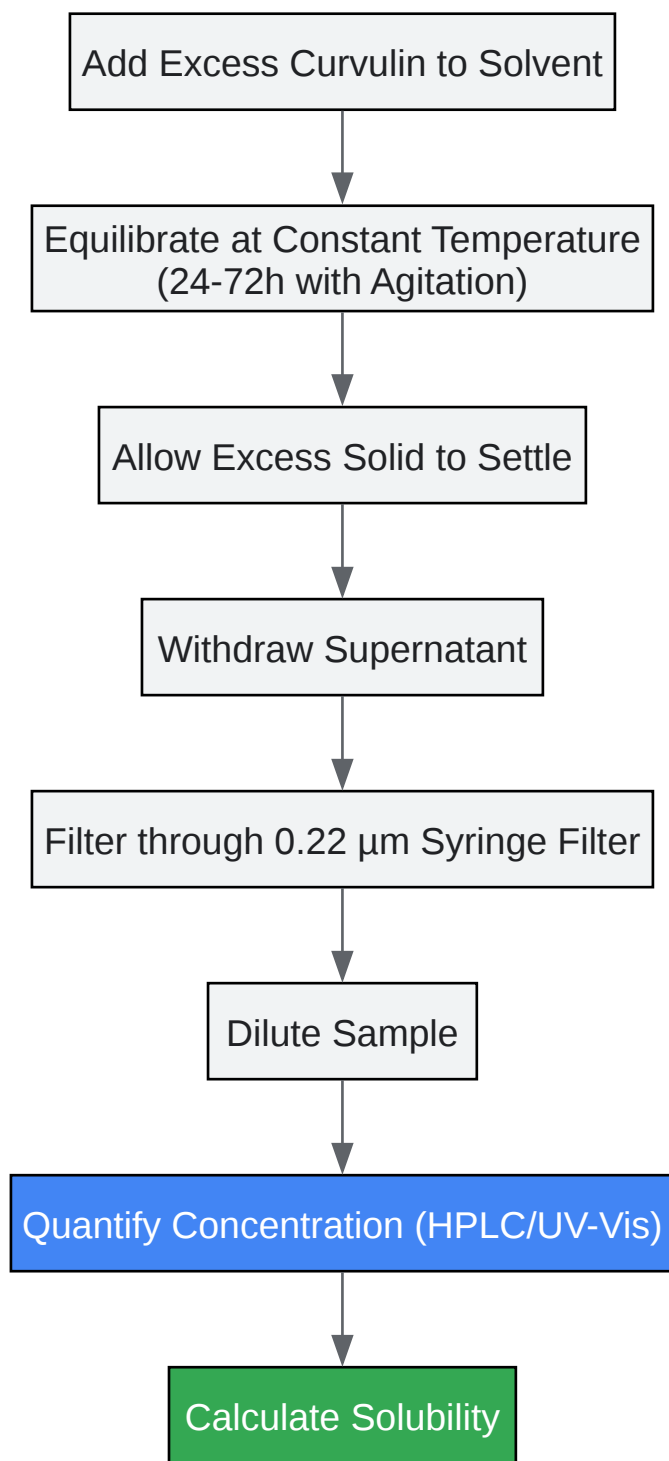 Add Excess Curvulin to Solvent
Equilibrate at Constant Temperature
(24-72h with Agitation)
Allow Excess Solid to Settle
Withdraw Supernatant
Filter through 0.22 µm Syringe Filter
Dilute Sample
Quantify Concentration (HPLC/UV-Vis)
Calculate Solubility